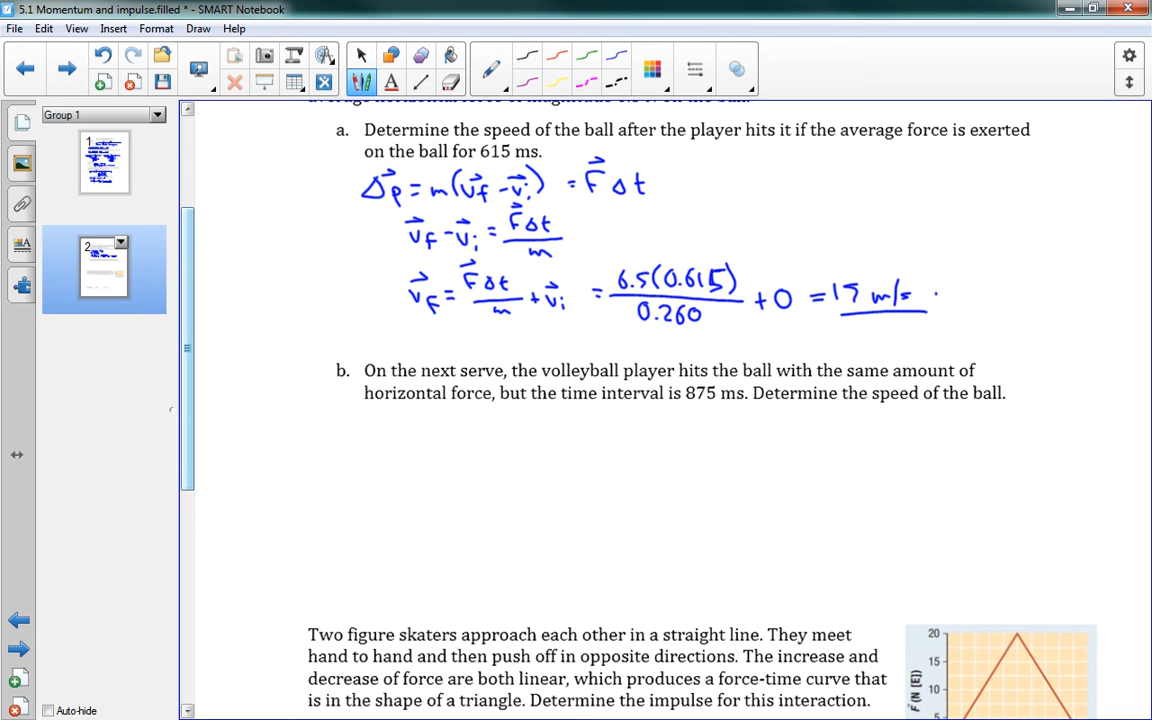 5.1 Momentum and impulse.filled * - SMART Notebook
File Edit View Insert Format Draw Help
Group 1
1
2
a. Determine the speed of the ball after the player hits it if the average force is exerted
on the ball for 615 ms.
Δp⃗ = m(v⃗f - v⃗i) = F⃗ Δt
v⃗f - v⃗i = F⃗Δt / m
v⃗f = F⃗Δt / m + v⃗i = 6.5(0.615) / 0.260 + 0 = 15 m/s .
b. On the next serve, the volleyball player hits the ball with the same amount of
horizontal force, but the time interval is 875 ms. Determine the speed of the ball.
Two figure skaters approach each other in a straight line. They meet
hand to hand and then push off in opposite directions. The increase and
decrease of force are both linear, which produces a force-time curve that
is in the shape of a triangle. Determine the impulse for this interaction.
20
15
10
5
F⃗ (N [E])
Auto-hide